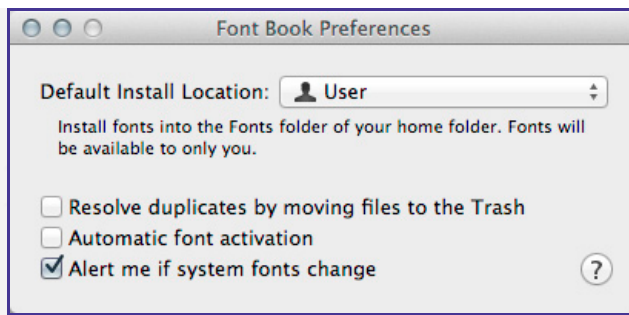 Font Book Preferences
Default Install Location: User
Install fonts into the Fonts folder of your home folder. Fonts will
be available to only you.
Resolve duplicates by moving files to the Trash
Automatic font activation
Alert me if system fonts change
?